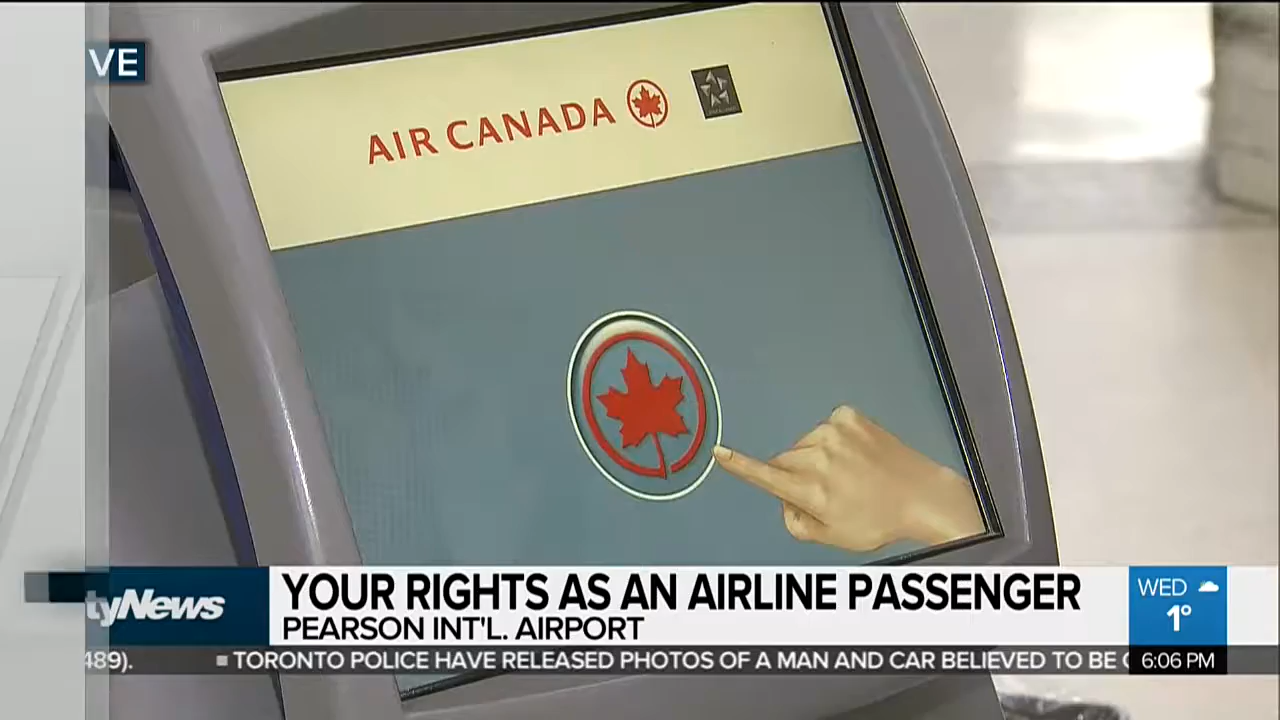 VE
AIR CANADA
tyNews
YOUR RIGHTS AS AN AIRLINE PASSENGER
PEARSON INT'L. AIRPORT
WED
1°
489).
TORONTO POLICE HAVE RELEASED PHOTOS OF A MAN AND CAR BELIEVED TO BE
6:06 PM